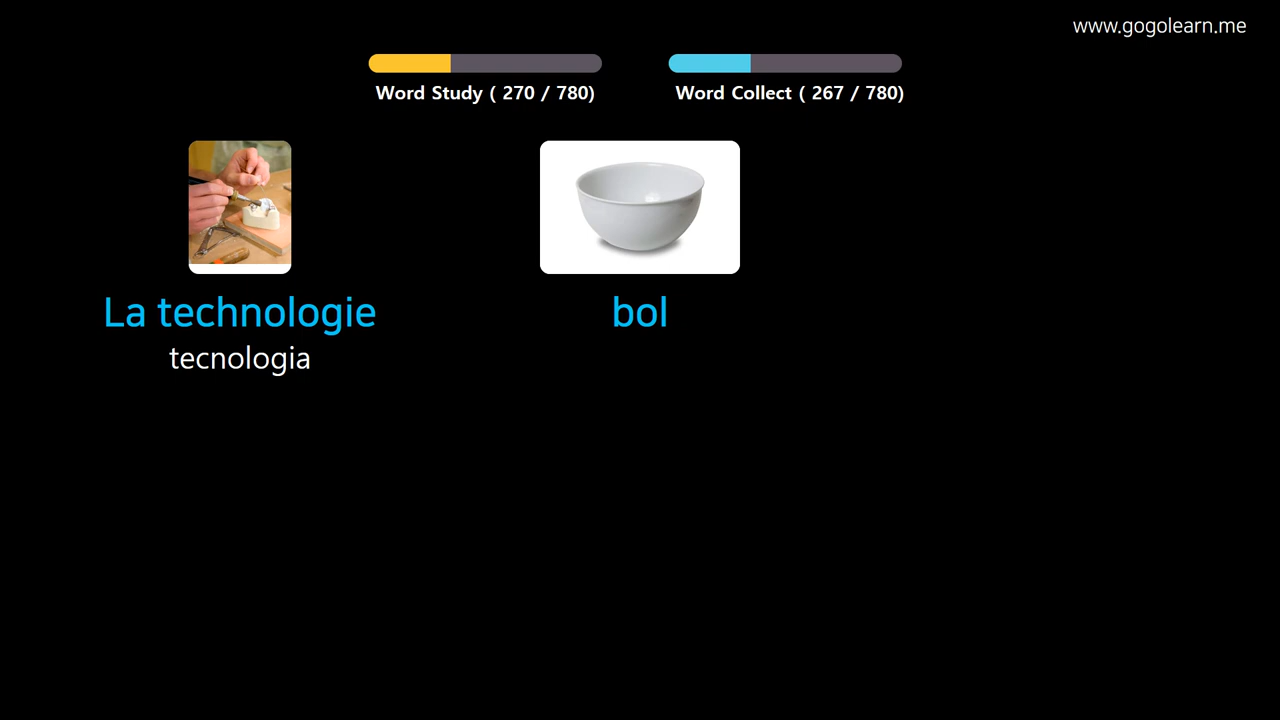 www.gogolearn.me
Word Study ( 270 / 780)
Word Collect ( 267 / 780)
La technologie
tecnologia
bol